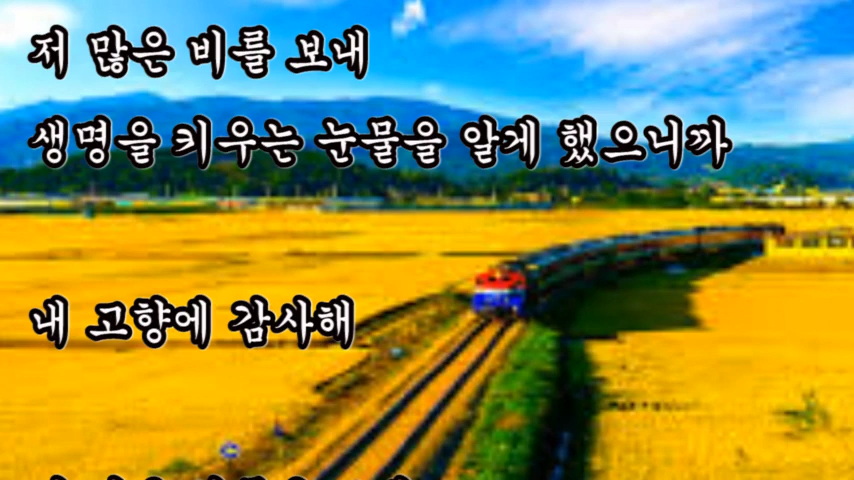 저 많은 비를 보내
생명을 키우는 눈물을 알게 했으니까
내 고향에 감사해